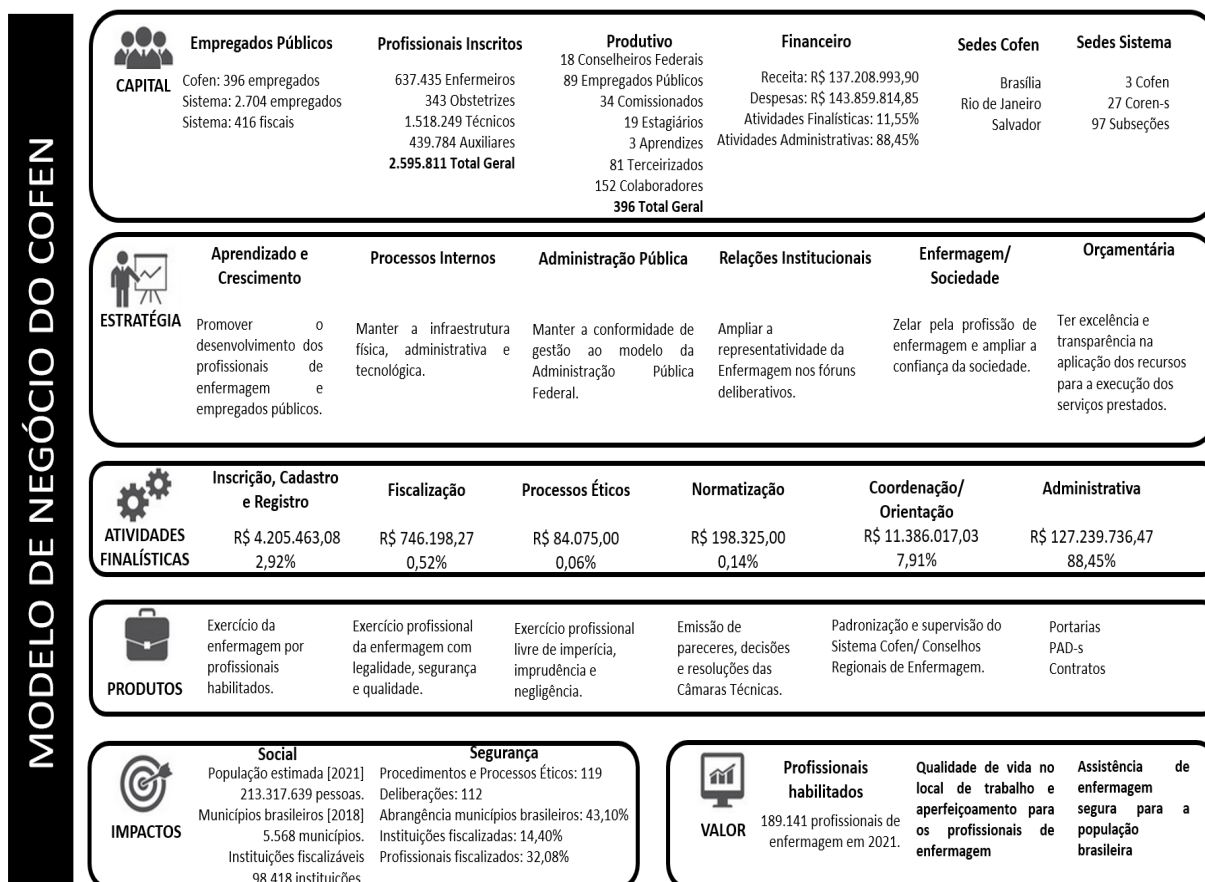 MODELO DE NEGÓCIO DO COFEN
CAPITAL
Empregados Públicos
Cofen: 396 empregados
Sistema: 2.704 empregados
Sistema: 416 fiscais
Profissionais Inscritos
637.435 Enfermeiros
343 Obstetrizes
1.518.249 Técnicos
439.784 Auxiliares
2.595.811 Total Geral
Produtivo
18 Conselheiros Federais
89 Empregados Públicos
34 Comissionados
19 Estagiários
3 Aprendizes
81 Terceirizados
152 Colaboradores
396 Total Geral
Financeiro
Receita: R$ 137.208.993,90
Despesas: R$ 143.859.814,85
Atividades Finalísticas: 11,55%
Atividades Administrativas: 88,45%
Sedes Cofen
Brasília
Rio de Janeiro
Salvador
Sedes Sistema
3 Cofen
27 Coren-s
97 Subseções
ESTRATÉGIA
Aprendizado e
Crescimento
Promover o
desenvolvimento dos
profissionais de
enfermagem e
empregados públicos.
Processos Internos
Manter a infraestrutura
física, administrativa e
tecnológica.
Administração Pública
Manter a conformidade de
gestão ao modelo da
Administração Pública
Federal.
Relações Institucionais
Ampliar a
representatividade da
Enfermagem nos fóruns
deliberativos.
Enfermagem/
Sociedade
Zelar pela profissão de
enfermagem e ampliar a
confiança da sociedade.
Orçamentária
Ter excelência e
transparência na
aplicação dos recursos
para a execução dos
serviços prestados.
ATIVIDADES
FINALÍSTICAS
Inscrição, Cadastro
e Registro
R$ 4.205.463,08
2,92%
Fiscalização
R$ 746.198,27
0,52%
Processos Éticos
R$ 84.075,00
0,06%
Normatização
R$ 198.325,00
0,14%
Coordenação/
Orientação
R$ 11.386.017,03
7,91%
Administrativa
R$ 127.239.736,47
88,45%
PRODUTOS
Exercício da
enfermagem por
profissionais
habilitados.
Exercício profissional
da enfermagem com
legalidade, segurança
e qualidade.
Exercício profissional
livre de imperícia,
imprudência e
negligência.
Emissão de
pareceres, decisões
e resoluções das
Câmaras Técnicas.
Padronização e supervisão do
Sistema Cofen/ Conselhos
Regionais de Enfermagem.
Portarias
PAD-s
Contratos
IMPACTOS
Social
População estimada [2021]
213.317.639 pessoas.
Municípios brasileiros [2018]
5.568 municípios.
Instituições fiscalizáveis
98.418 instituições.
Segurança
Procedimentos e Processos Éticos: 119
Deliberações: 112
Abrangência municípios brasileiros: 43,10%
Instituições fiscalizadas: 14,40%
Profissionais fiscalizados: 32,08%
VALOR
Profissionais
habilitados
189.141 profissionais de
enfermagem em 2021.
Qualidade de vida no
local de trabalho e
aperfeiçoamento para
os profissionais de
enfermagem
Assistência de
enfermagem
segura para a
população
brasileira